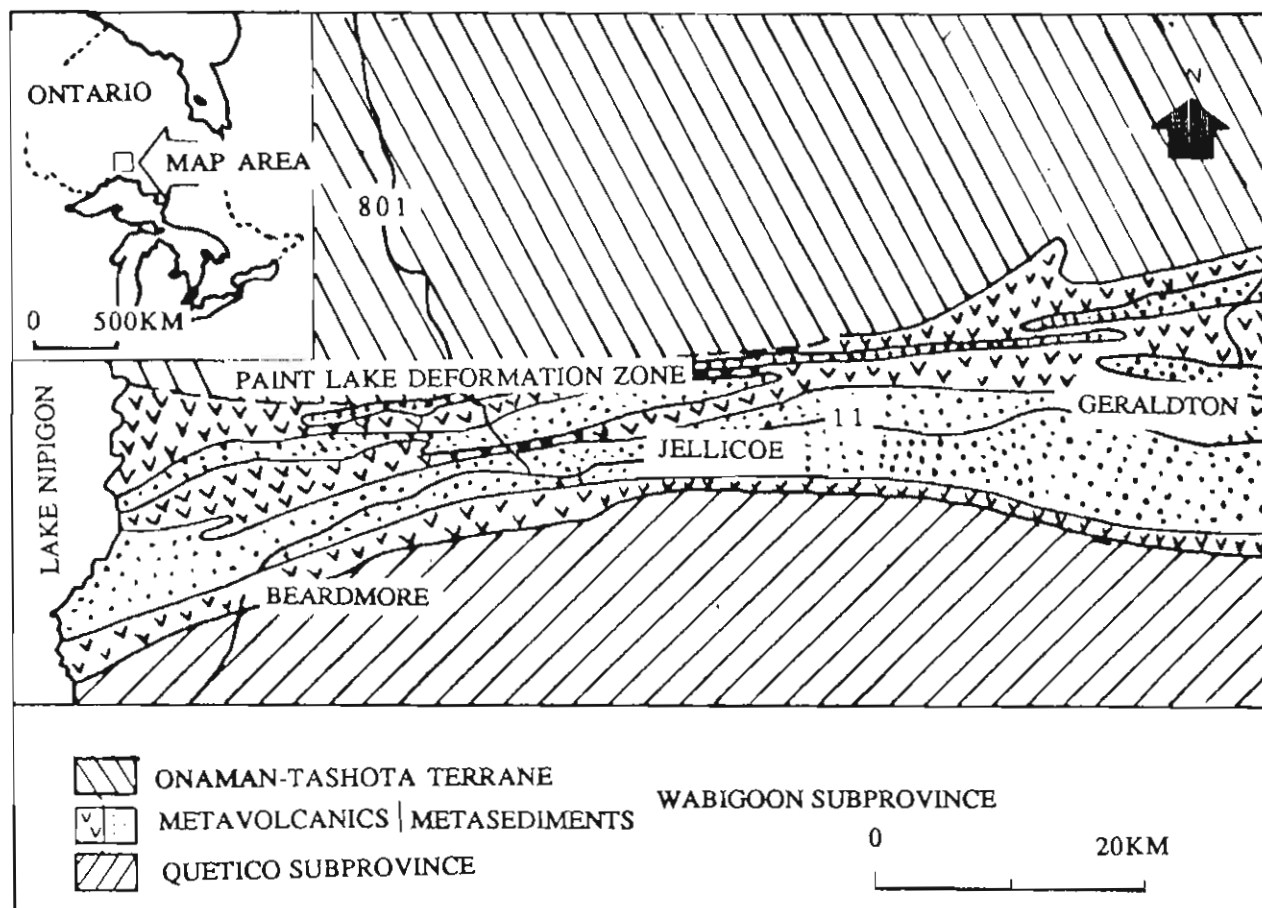 ONTARIO
MAP AREA
0 500KM
N
801
PAINT LAKE DEFORMATION ZONE
LAKE NIPIGON
GERALDTON
11
JELLICOE
BEARDMORE
ONAMAN-TASHOTA TERRANE
METAVOLCANICS | METASEDIMENTS
QUETICO SUBPROVINCE
WABIGOON SUBPROVINCE
0 20KM